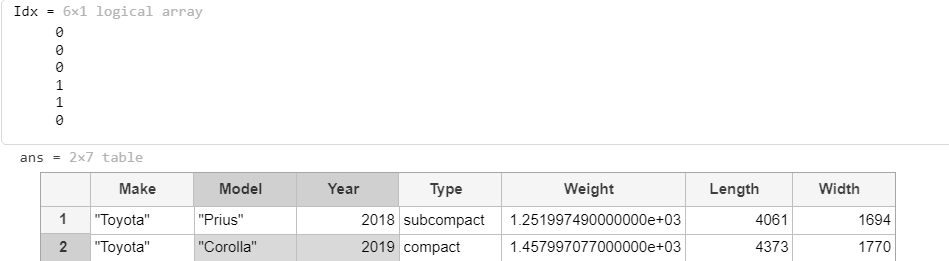 Idx = 6×1 logical array
0
0
0
1
1
0
ans = 2×7 table
Make Model Year Type Weight Length Width
1 "Toyota" "Prius" 2018 subcompact 1.251997490000000e+03 4061 1694
2 "Toyota" "Corolla" 2019 compact 1.457997077000000e+03 4373 1770